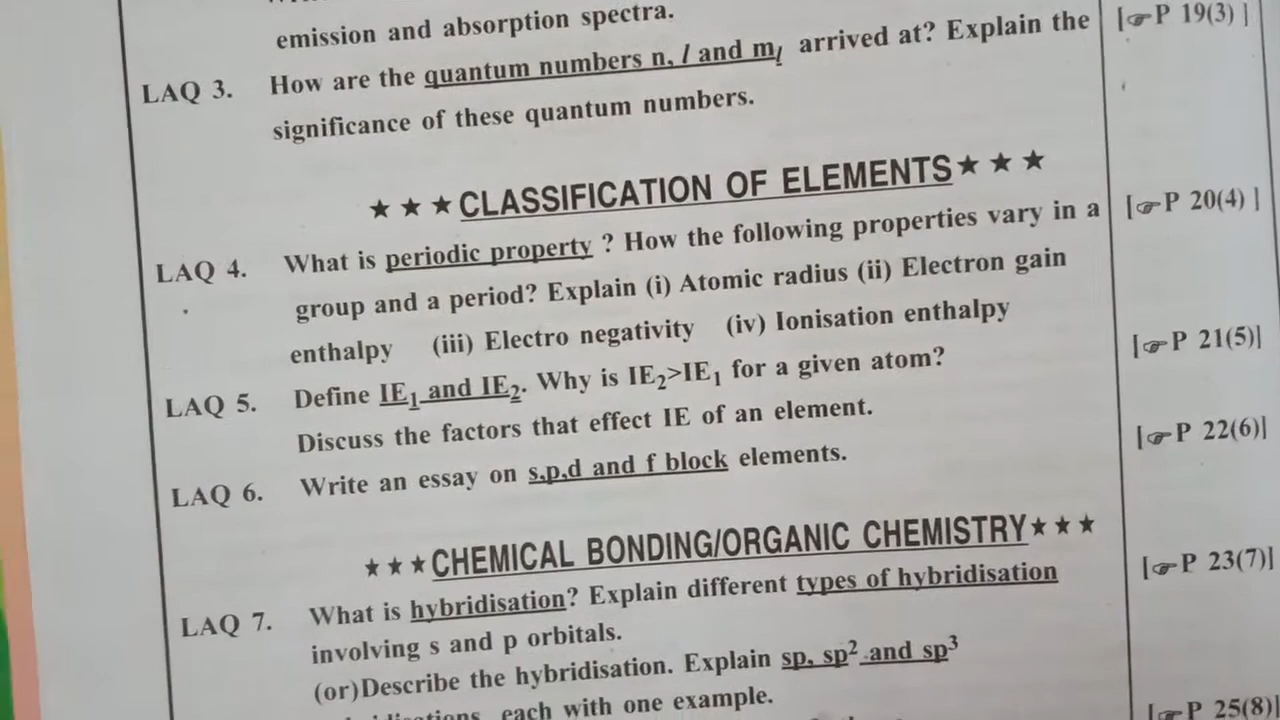 emission and absorption spectra.
LAQ 3. How are the quantum numbers n, l and mₗ arrived at? Explain the [☞P 19(3) ]
significance of these quantum numbers.
★ ★ ★ CLASSIFICATION OF ELEMENTS ★ ★ ★
LAQ 4. What is periodic property ? How the following properties vary in a [☞P 20(4) ]
group and a period? Explain (i) Atomic radius (ii) Electron gain
enthalpy (iii) Electro negativity (iv) Ionisation enthalpy
LAQ 5. Define IE₁ and IE₂. Why is IE₂>IE₁ for a given atom? [☞P 21(5)]
Discuss the factors that effect IE of an element.
LAQ 6. Write an essay on s,p,d and f block elements. [☞P 22(6)]
★ ★ ★ CHEMICAL BONDING/ORGANIC CHEMISTRY ★ ★ ★
LAQ 7. What is hybridisation? Explain different types of hybridisation [☞P 23(7)]
involving s and p orbitals.
(or)Describe the hybridisation. Explain sp, sp² and sp³
each with one example.
[☞P 25(8)]